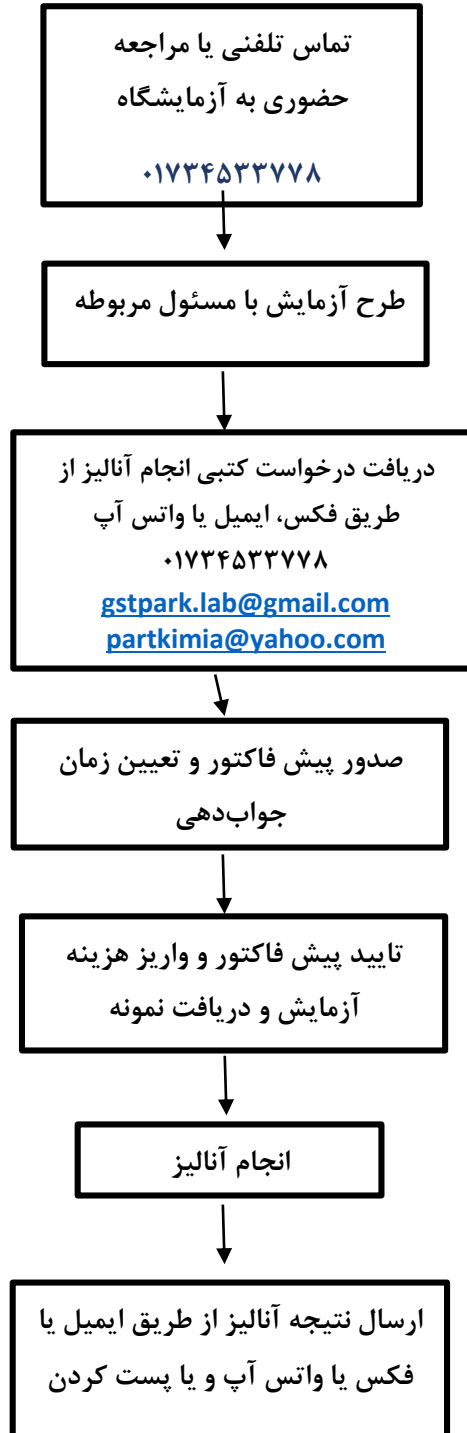 تماس تلفنی یا مراجعه
حضوری به آزمایشگاه
۰۱۷۳۴۵۳۳۷۷۸
طرح آزمایش با مسئول مربوطه
دریافت درخواست کتبی انجام آنالیز از
طریق فکس، ایمیل یا واتس آپ
۰۱۷۳۴۵۳۳۷۷۸
gstpark.lab@gmail.com
partkimia@yahoo.com
صدور پیش فاکتور و تعیین زمان
جواب‌دهی
تایید پیش فاکتور و واریز هزینه
آزمایش و دریافت نمونه
انجام آنالیز
ارسال نتیجه آنالیز از طریق ایمیل یا
فکس یا واتس آپ و یا پست کردن